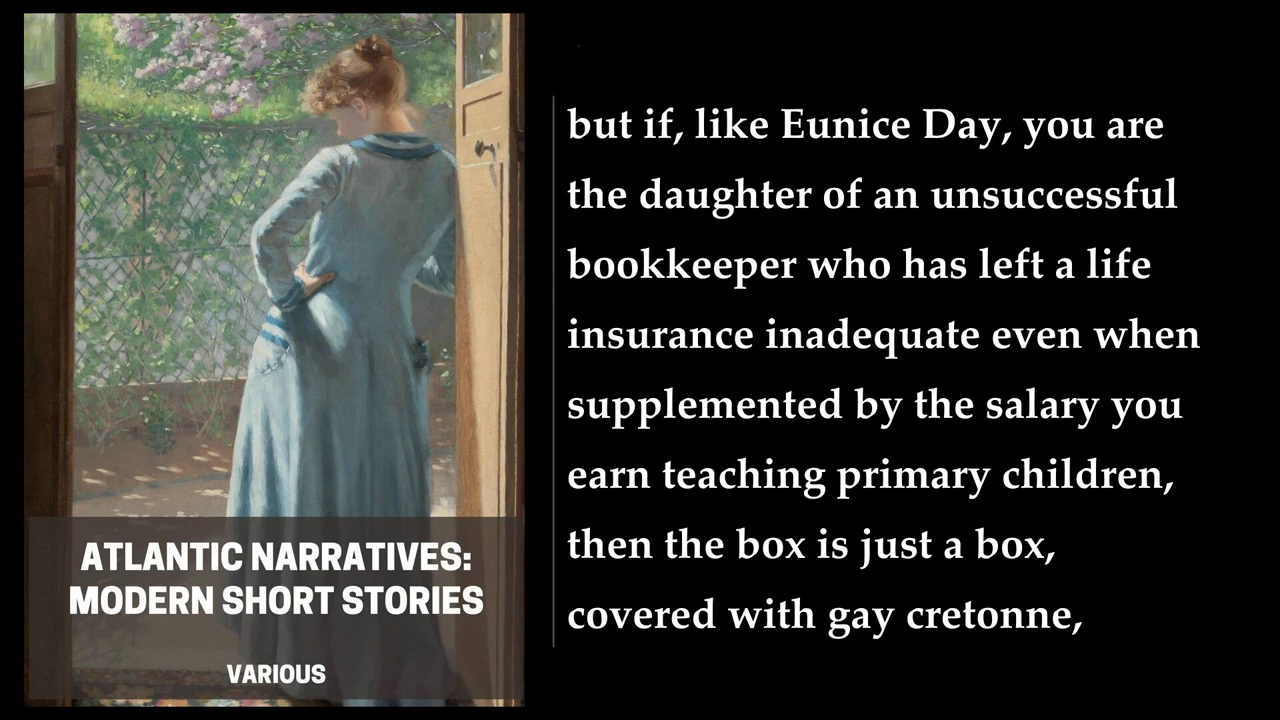 ATLANTIC NARRATIVES:
MODERN SHORT STORIES
VARIOUS
but if, like Eunice Day, you are
the daughter of an unsuccessful
bookkeeper who has left a life
insurance inadequate even when
supplemented by the salary you
earn teaching primary children,
then the box is just a box,
covered with gay cretonne,